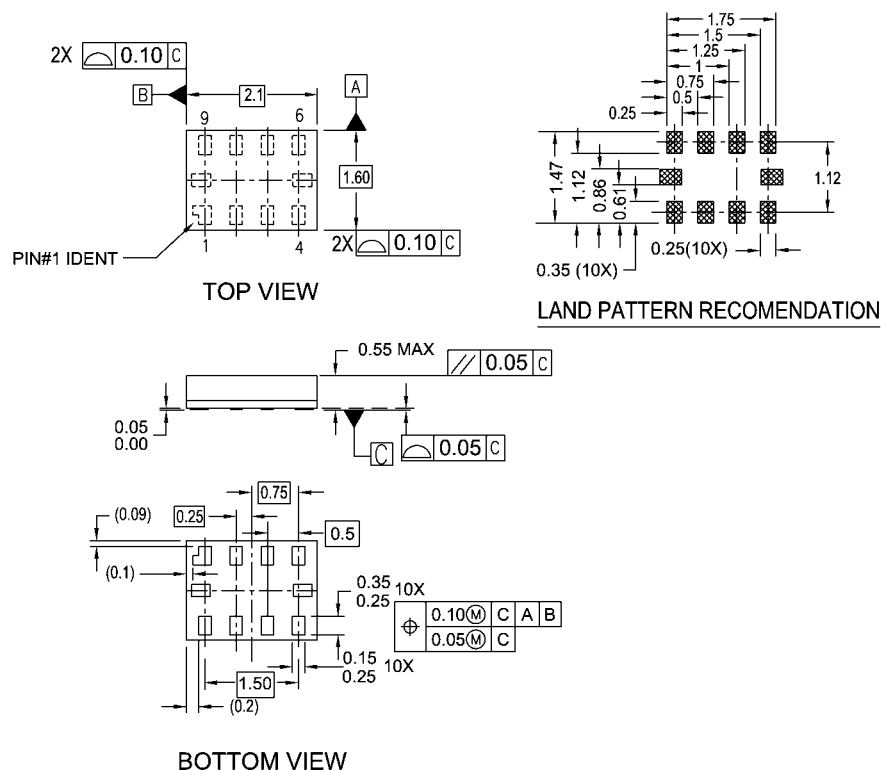 2X 0.10 C
B
2.1
A
9 6
1.60
1 4
PIN#1 IDENT
2X 0.10 C
TOP VIEW
1.75
1.5
1.25
1
0.75
0.5
0.25
1.47
1.12
0.86
0.61
1.12
0.25(10X)
0.35 (10X)
LAND PATTERN RECOMENDATION
0.55 MAX
// 0.05 C
0.05
0.00
C
0.05 C
0.75
(0.09)
0.25
0.5
(0.1)
0.35
0.25 10X
0.10Ⓜ C A B
0.05Ⓜ C
0.15
0.25 10X
1.50
(0.2)
BOTTOM VIEW